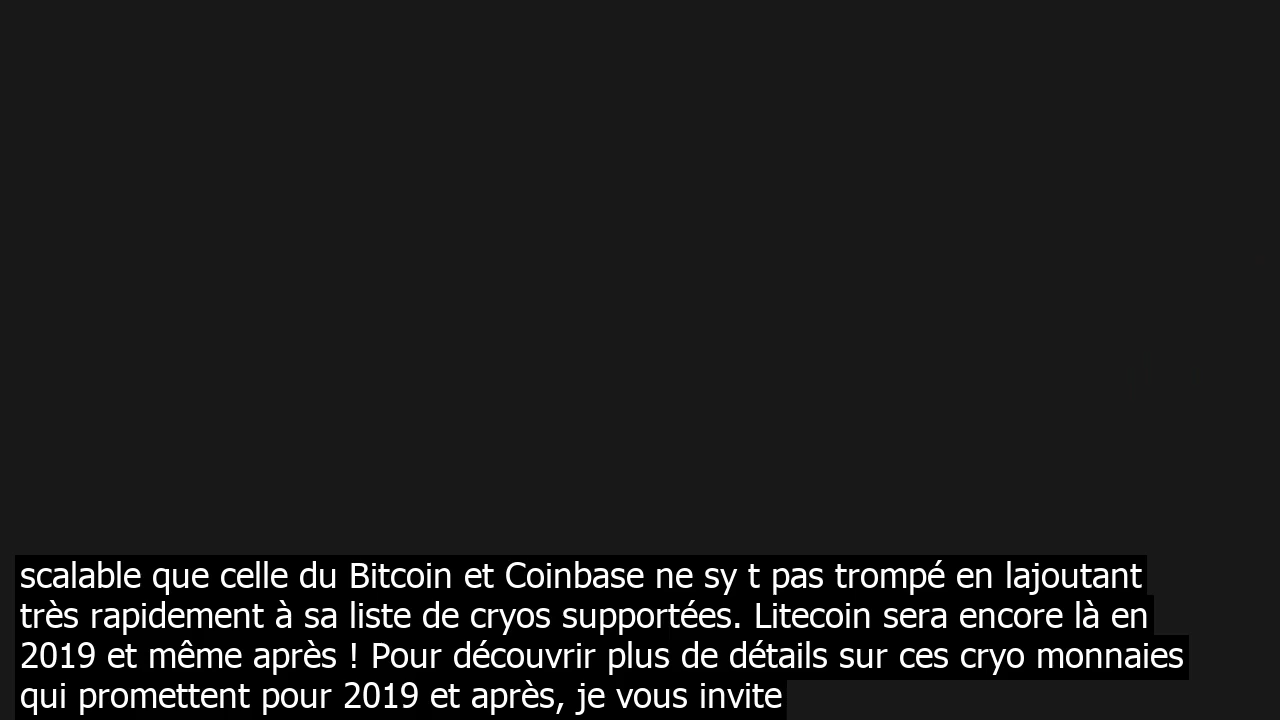 scalable que celle du Bitcoin et Coinbase ne sy t pas trompé en lajoutant
très rapidement à sa liste de cryos supportées. Litecoin sera encore là en
2019 et même après ! Pour découvrir plus de détails sur ces cryo monnaies
qui promettent pour 2019 et après, je vous invite